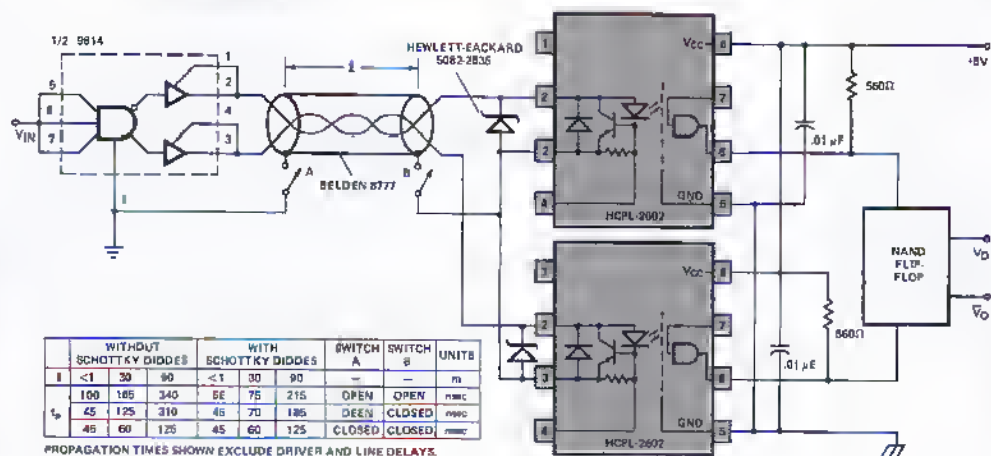 1/2 9614
1
2
4
3
5
6
7
VIN
ℓ
A
B
BELDEN 8777
HEWLETT-PACKARD
5082-2835
1
VCC
8
+5V
2
7
560Ω
.01 µF
6
4
GND
5
HCPL-2602
VCC
8
2
7
560Ω
3
6
.01 µF
4
GND
5
HCPL-2602
NAND
FLIP-
FLOP
VO
V̅O
WITHOUT SCHOTTKY DIODES WITH SCHOTTKY DIODES SWITCH A SWITCH B UNITS
ℓ <1 30 90 <1 30 90 — — m
tp 100 165 340 55 75 215 OPEN OPEN nsec
45 125 310 45 70 185 OPEN CLOSED nsec
45 60 125 45 60 125 CLOSED CLOSED nsec
PROPAGATION TIMES SHOWN EXCLUDE DRIVER AND LINE DELAYS.